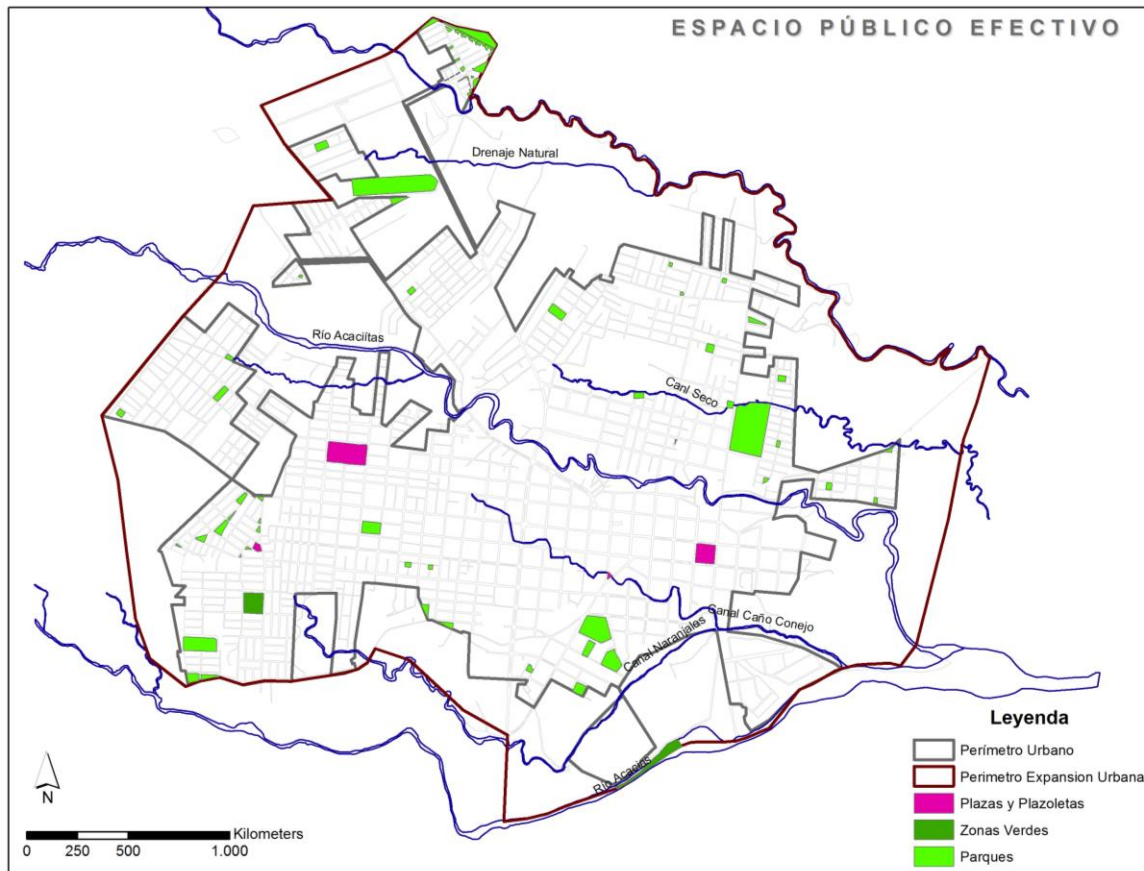 ESPACIO PÚBLICO EFECTIVO
Drenaje Natural
Río Acaciítas
Canl Seco
Canal Caño Conejo
Canal Naranjales
Río Acacias
Leyenda
Perímetro Urbano
Perimetro Expansion Urbana
Plazas y Plazoletas
Zonas Verdes
Parques
N
Kilometers
0 250 500 1.000